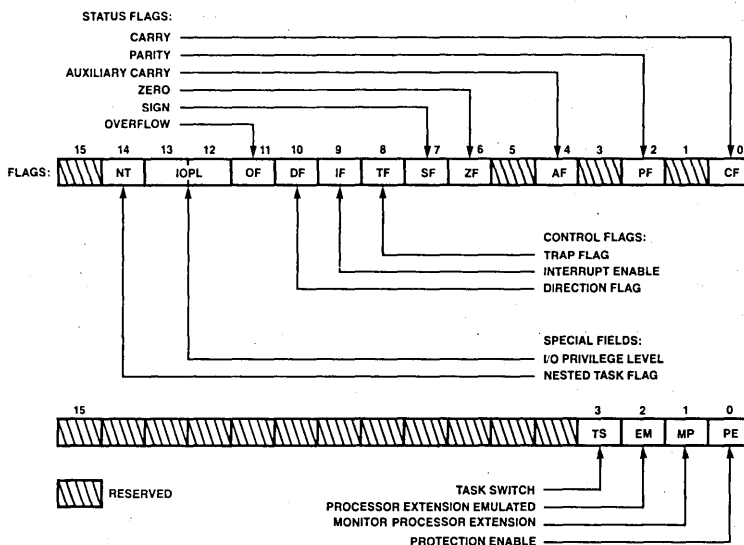 STATUS FLAGS:
CARRY
PARITY
AUXILIARY CARRY
ZERO
SIGN
OVERFLOW
15 14 13 12 11 10 9 8 7 6 5 4 3 2 1 0
FLAGS: NT IOPL OF DF IF TF SF ZF AF PF CF
CONTROL FLAGS:
TRAP FLAG
INTERRUPT ENABLE
DIRECTION FLAG
SPECIAL FIELDS:
I/O PRIVILEGE LEVEL
NESTED TASK FLAG
15 3 2 1 0
TS EM MP PE
RESERVED
TASK SWITCH
PROCESSOR EXTENSION EMULATED
MONITOR PROCESSOR EXTENSION
PROTECTION ENABLE